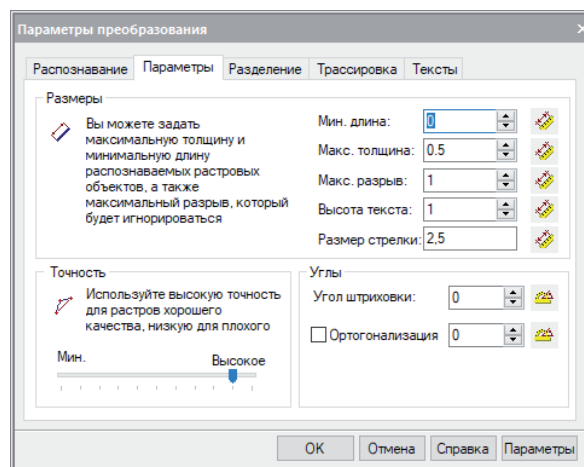 Параметры преобразования
Распознавание Параметры Разделение Трассировка Тексты
Размеры
Вы можете задать
максимальную толщину и
минимальную длину
распознаваемых растровых
объектов, а также
максимальный разрыв, который
будет игнорироваться
Мин. длина: 0
Макс. толщина: 0.5
Макс. разрыв: 1
Высота текста: 1
Размер стрелки: 2,5
Точность
Используйте высокую точность
для растров хорошего
качества, низкую для плохого
Мин. Высокое
Углы
Угол штриховки: 0
Ортогонализация 0
OK Отмена Справка Параметры